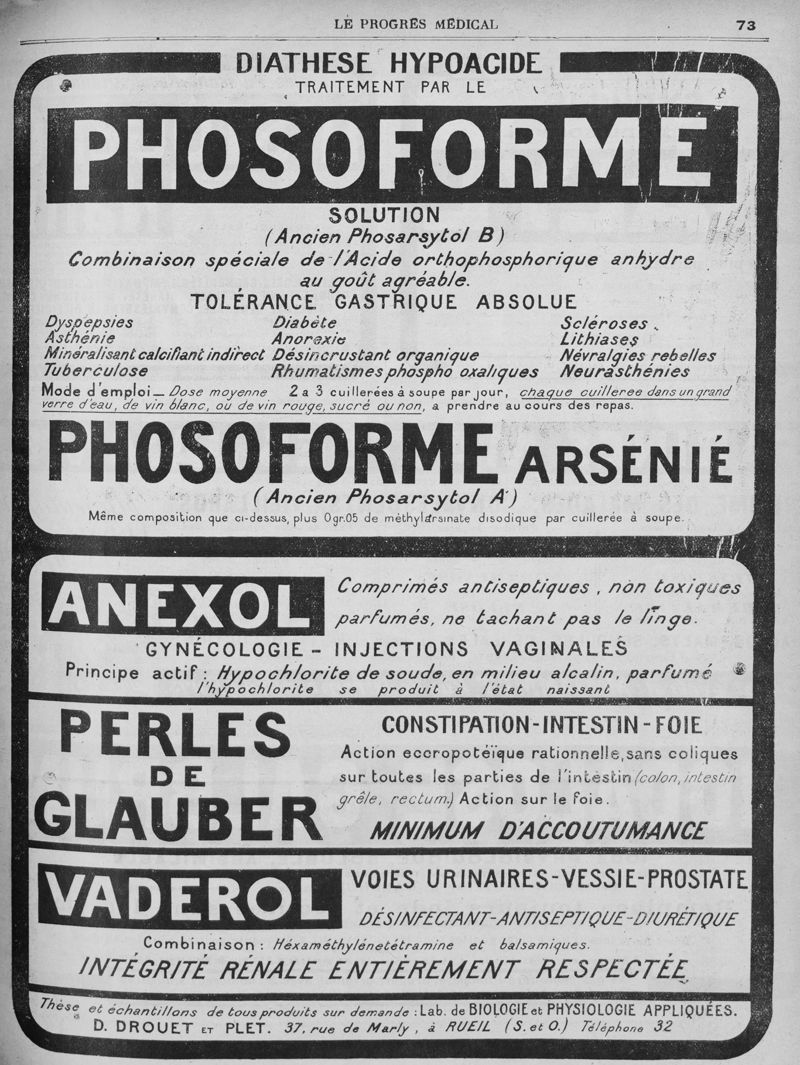 LE PROGRÈS MÉDICAL 73
DIATHESE HYPOACIDE
TRAITEMENT PAR LE
PHOSOFORME
SOLUTION
(Ancien Phosarsytol B)
Combinaison spéciale de l'Acide orthophosphorique anhydre
au goût agréable.
TOLÉRANCE GASTRIQUE ABSOLUE
Dyspepsies Diabète Scléroses
Asthénie Anorexie Lithiases
Minéralisant calcifiant indirect Désincrustant organique Névralgies rebelles
Tuberculose Rhumatismes phospho oxaliques Neurasthénies
Mode d'emploi_ Dose moyenne 2 a 3 cuillerées à soupe par jour, chaque cuilleree dans un grand
verre d'eau, de vin blanc, ou de vin rouge, sucré ou non, a prendre au cours des repas.
PHOSOFORME ARSÉNIÉ
(Ancien Phosarsytol A)
Même composition que ci-dessus, plus 0gr.05 de méthylarsinate disodique par cuillerée à soupe.
ANEXOL
Comprimés antiseptiques, non toxiques
parfumés, ne tachant pas le linge.
GYNÉCOLOGIE - INJECTIONS VAGINALES
Principe actif : Hypochlorite de soude, en milieu alcalin, parfumé
l'hypochlorite se produit à l'état naissant
PERLES
DE
GLAUBER
CONSTIPATION-INTESTIN-FOIE
Action eccropotéïque rationnelle, sans coliques
sur toutes les parties de l'intestin (colon, intestin
grêle, rectum.) Action sur le foie.
MINIMUM D'ACCOUTUMANCE
VADEROL
VOIES URINAIRES-VESSIE-PROSTATE
DÉSINFECTANT-ANTISEPTIQUE-DIURÉTIQUE
Combinaison : Héxaméthylénetétramine et balsamiques.
INTÉGRITÉ RÉNALE ENTIÈREMENT RESPECTÉE
Thèse et échantillons de tous produits sur demande : Lab. de BIOLOGIE et PHYSIOLOGIE APPLIQUÉES.
D. DROUET ET PLET. 37, rue de Marly, à RUEIL (S. et O.) Téléphone 32